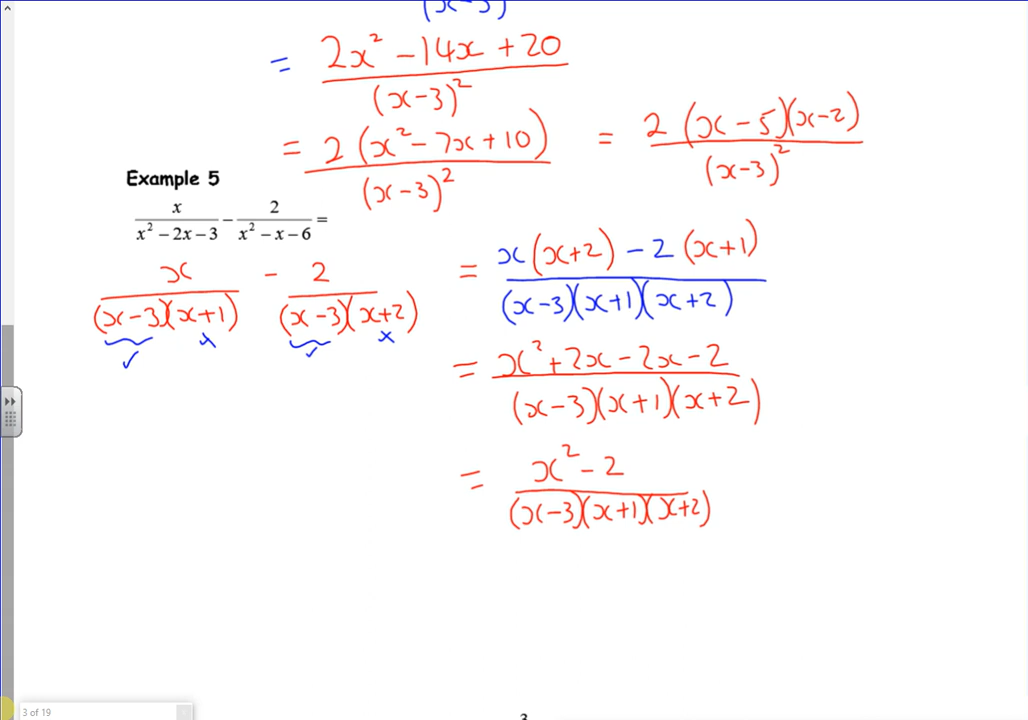 (x-3)
= 2x² - 14x + 20 / (x-3)²
= 2(x² - 7x + 10) / (x-3)² = 2(x-5)(x-2) / (x-3)²
Example 5
x / x² - 2x - 3 - 2 / x² - x - 6 =
x / (x-3)(x+1) - 2 / (x-3)(x+2) = x(x+2) - 2(x+1) / (x-3)(x+1)(x+2)
= x² + 2x - 2x - 2 / (x-3)(x+1)(x+2)
= x² - 2 / (x-3)(x+1)(x+2)
3 of 19